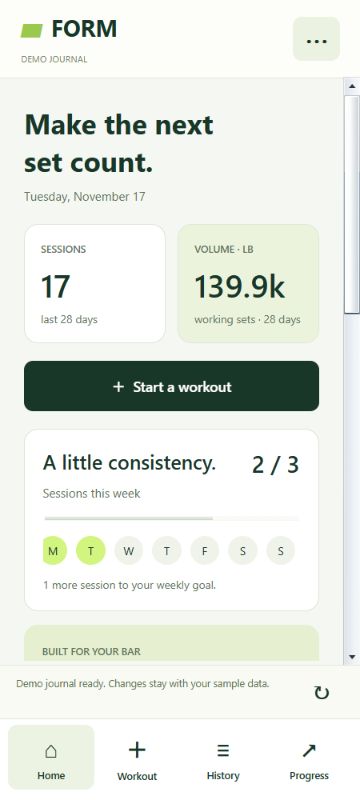 FORM
DEMO JOURNAL
...
Make the next
set count.
Tuesday, November 17
SESSIONS
17
last 28 days
VOLUME · LB
139.9k
working sets · 28 days
+ Start a workout
A little consistency.
2 / 3
Sessions this week
M T W T F S S
1 more session to your weekly goal.
BUILT FOR YOUR BAR
Demo journal ready. Changes stay with your sample data.
Home
Workout
History
Progress